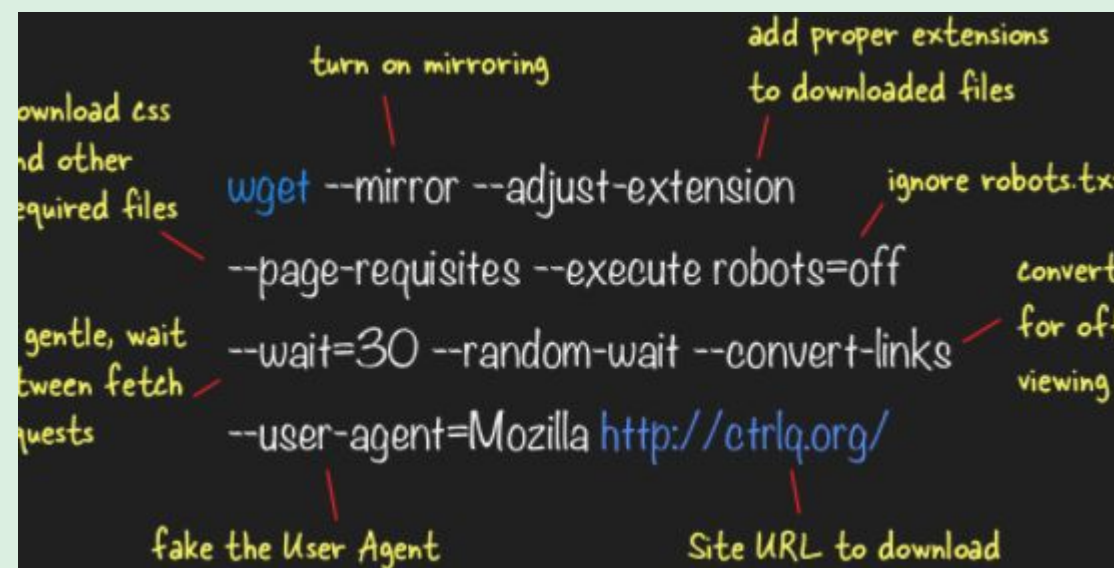 turn on mirroring
add proper extensions
to downloaded files
ownload css
nd other
equired files
wget --mirror --adjust-extension
ignore robots.tx
--page-requisites --execute robots=off
convert
for of
viewing
gentle, wait
tween fetch
quests
--wait=30 --random-wait --convert-links
--user-agent=Mozilla http://ctrlq.org/
fake the User Agent
Site URL to download